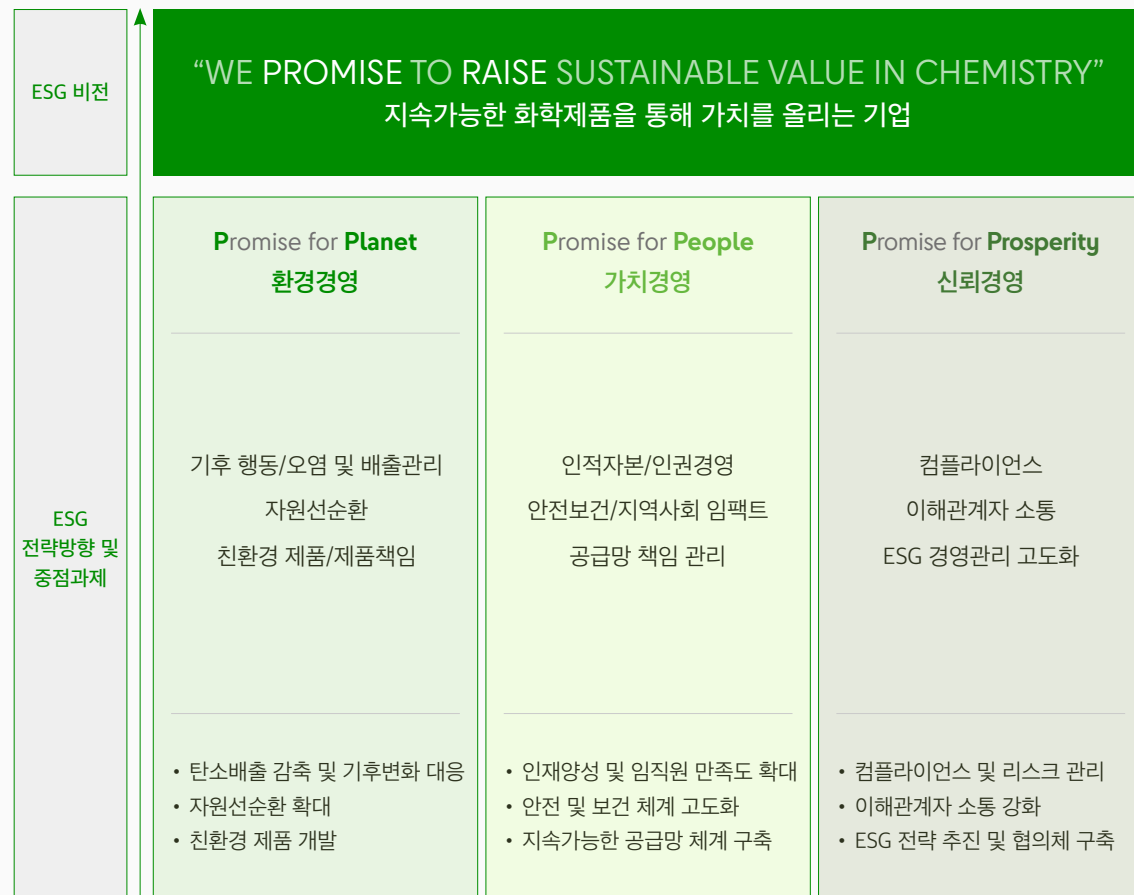 ESG 비전
“WE PROMISE TO RAISE SUSTAINABLE VALUE IN CHEMISTRY”
지속가능한 화학제품을 통해 가치를 올리는 기업
ESG
전략방향 및
중점과제
Promise for Planet
환경경영
기후 행동/오염 및 배출관리
자원선순환
친환경 제품/제품책임
• 탄소배출 감축 및 기후변화 대응
• 자원선순환 확대
• 친환경 제품 개발
Promise for People
가치경영
인적자본/인권경영
안전보건/지역사회 임팩트
공급망 책임 관리
• 인재양성 및 임직원 만족도 확대
• 안전 및 보건 체계 고도화
• 지속가능한 공급망 체계 구축
Promise for Prosperity
신뢰경영
컴플라이언스
이해관계자 소통
ESG 경영관리 고도화
• 컴플라이언스 및 리스크 관리
• 이해관계자 소통 강화
• ESG 전략 추진 및 협의체 구축